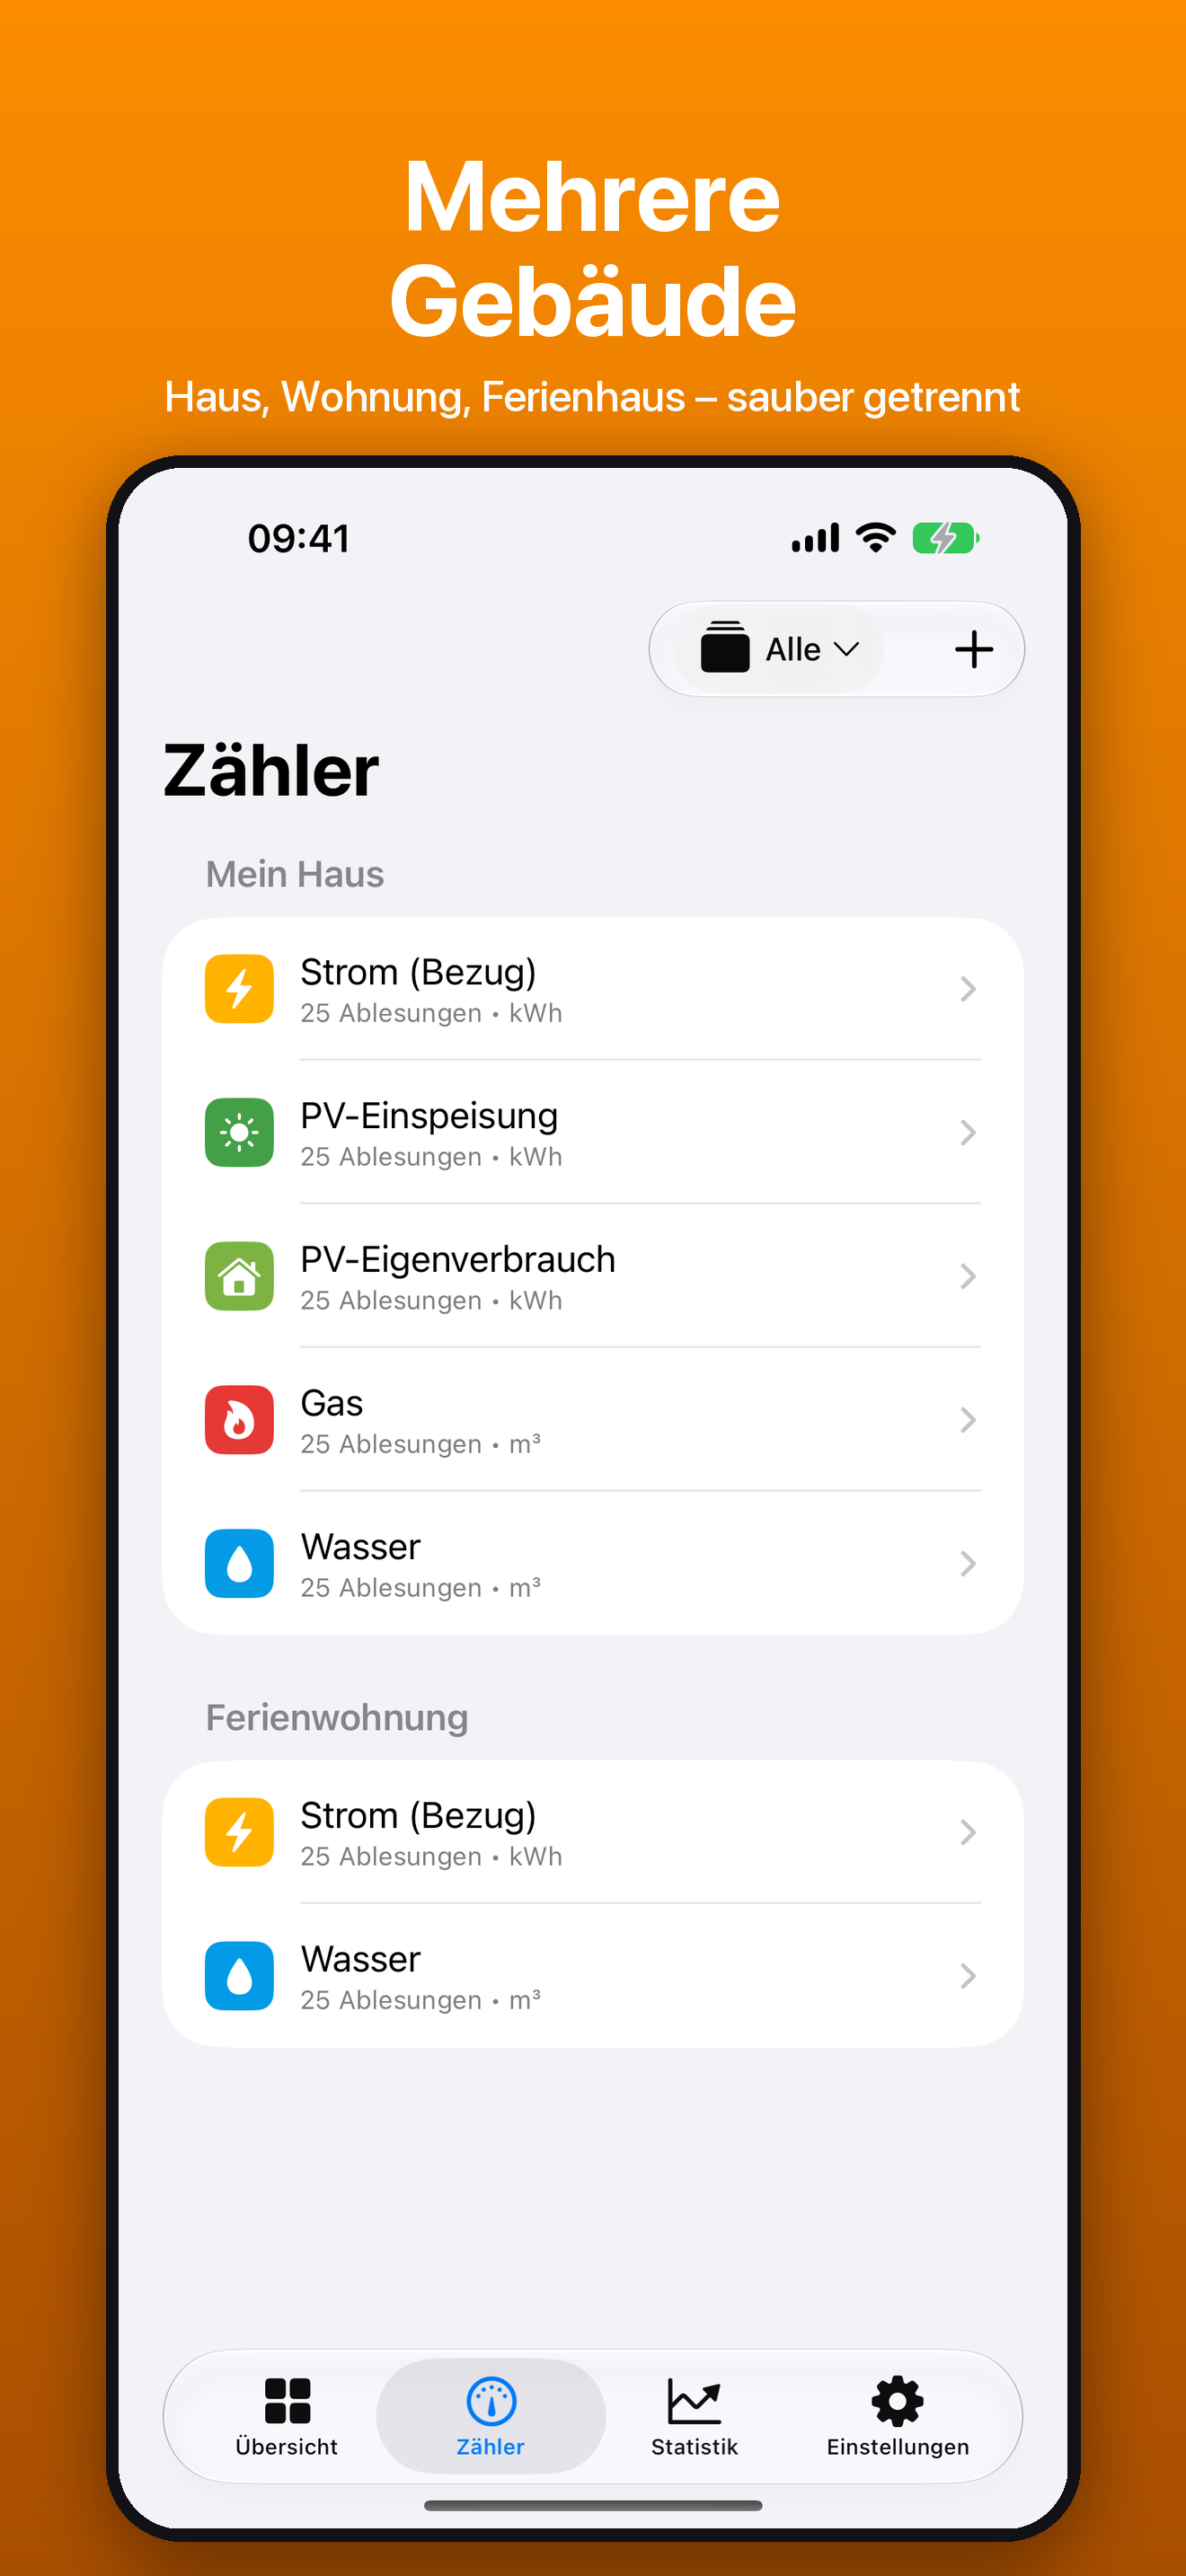 Mehrere
Gebäude
Haus, Wohnung, Ferienhaus – sauber getrennt
09:41
Alle
Zähler
Mein Haus
Strom (Bezug)
25 Ablesungen • kWh
PV-Einspeisung
25 Ablesungen • kWh
PV-Eigenverbrauch
25 Ablesungen • kWh
Gas
25 Ablesungen • m³
Wasser
25 Ablesungen • m³
Ferienwohnung
Strom (Bezug)
25 Ablesungen • kWh
Wasser
25 Ablesungen • m³
Übersicht Zähler Statistik Einstellungen